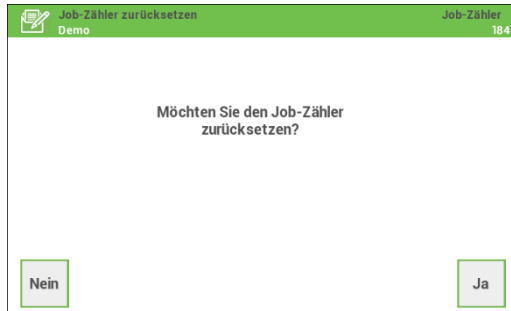 Job-Zähler zurücksetzen
Job-Zähler
Demo
184
Möchten Sie den Job-Zähler
zurücksetzen?
Nein
Ja